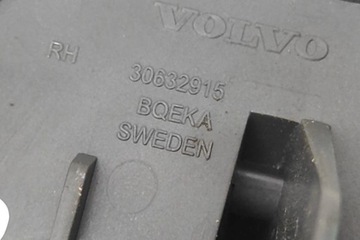 VOLVO
RH
30632915
BQEKA
SWEDEN